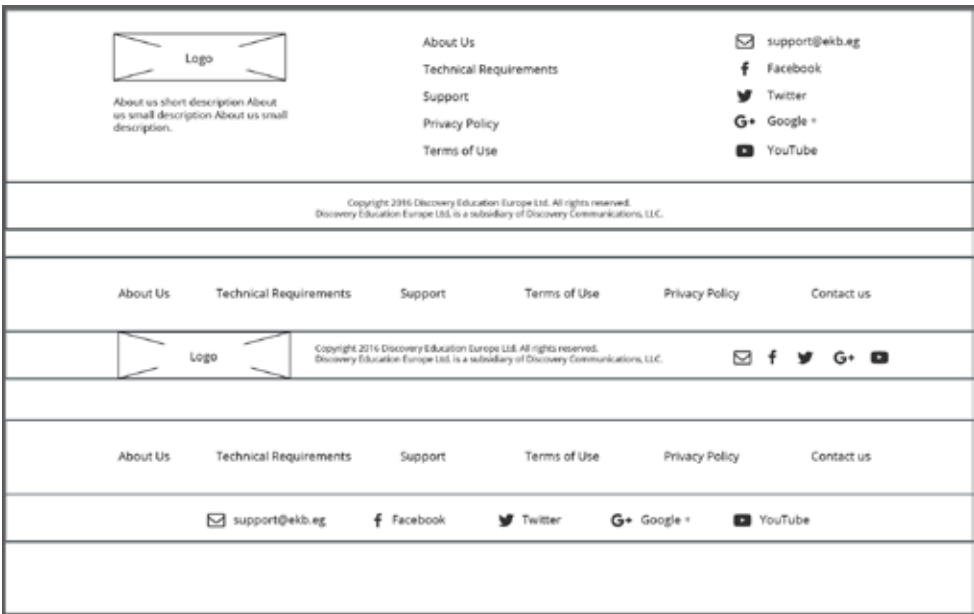 Logo
About us short description About
us small description About us small
description.
About Us
Technical Requirements
Support
Privacy Policy
Terms of Use
support@ekb.eg
Facebook
Twitter
G+ Google +
YouTube
Copyright 2016 Discovery Education Europe Ltd. All rights reserved.
Discovery Education Europe Ltd. is a subsidiary of Discovery Communications, LLC.
About Us Technical Requirements Support Terms of Use Privacy Policy Contact us
Logo
Copyright 2016 Discovery Education Europe Ltd. All rights reserved.
Discovery Education Europe Ltd. is a subsidiary of Discovery Communications, LLC.
G+
About Us Technical Requirements Support Terms of Use Privacy Policy Contact us
support@ekb.eg Facebook Twitter G+ Google + YouTube